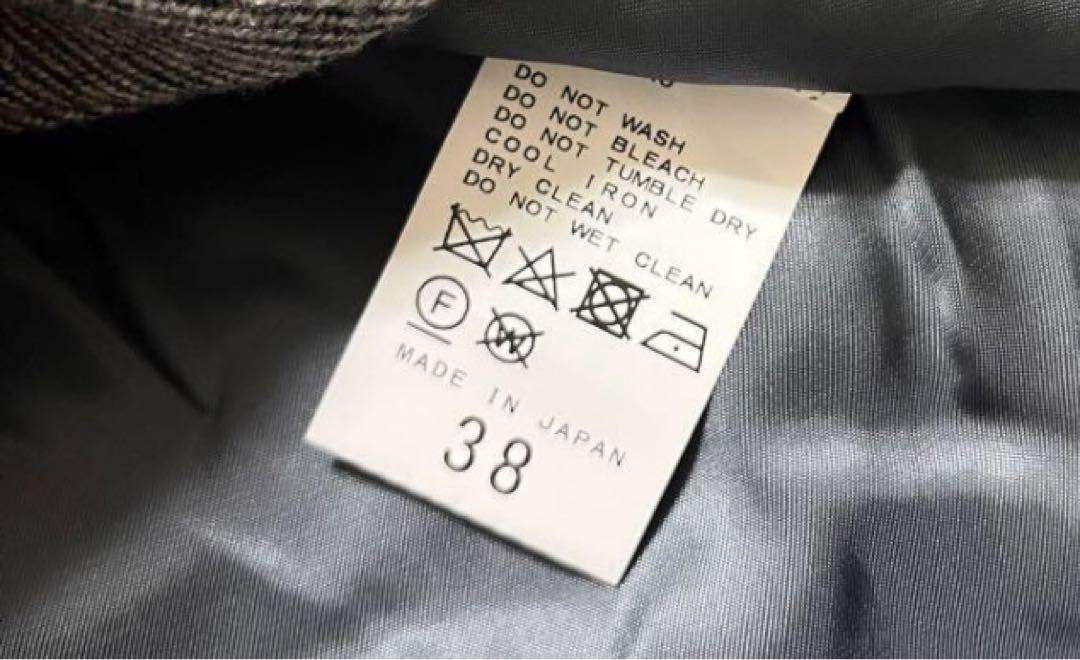 DO NOT WASH
DO NOT BLEACH
DO NOT TUMBLE DRY
COOL IRON
DRY CLEAN
DO NOT WET CLEAN
F W
MADE IN JAPAN
38